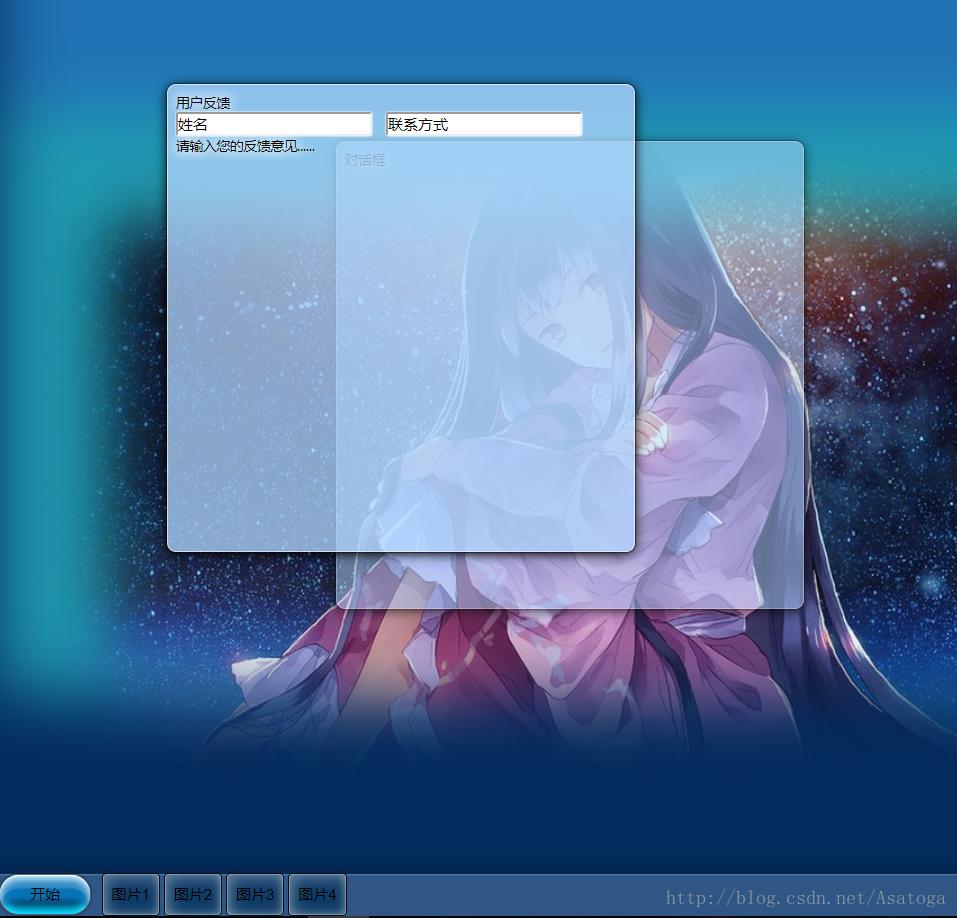 用户反馈
姓名 联系方式
请输入您的反馈意见......
对话框
开始 图片1 图片2 图片3 图片4
http://blog.csdn.net/Asatoga